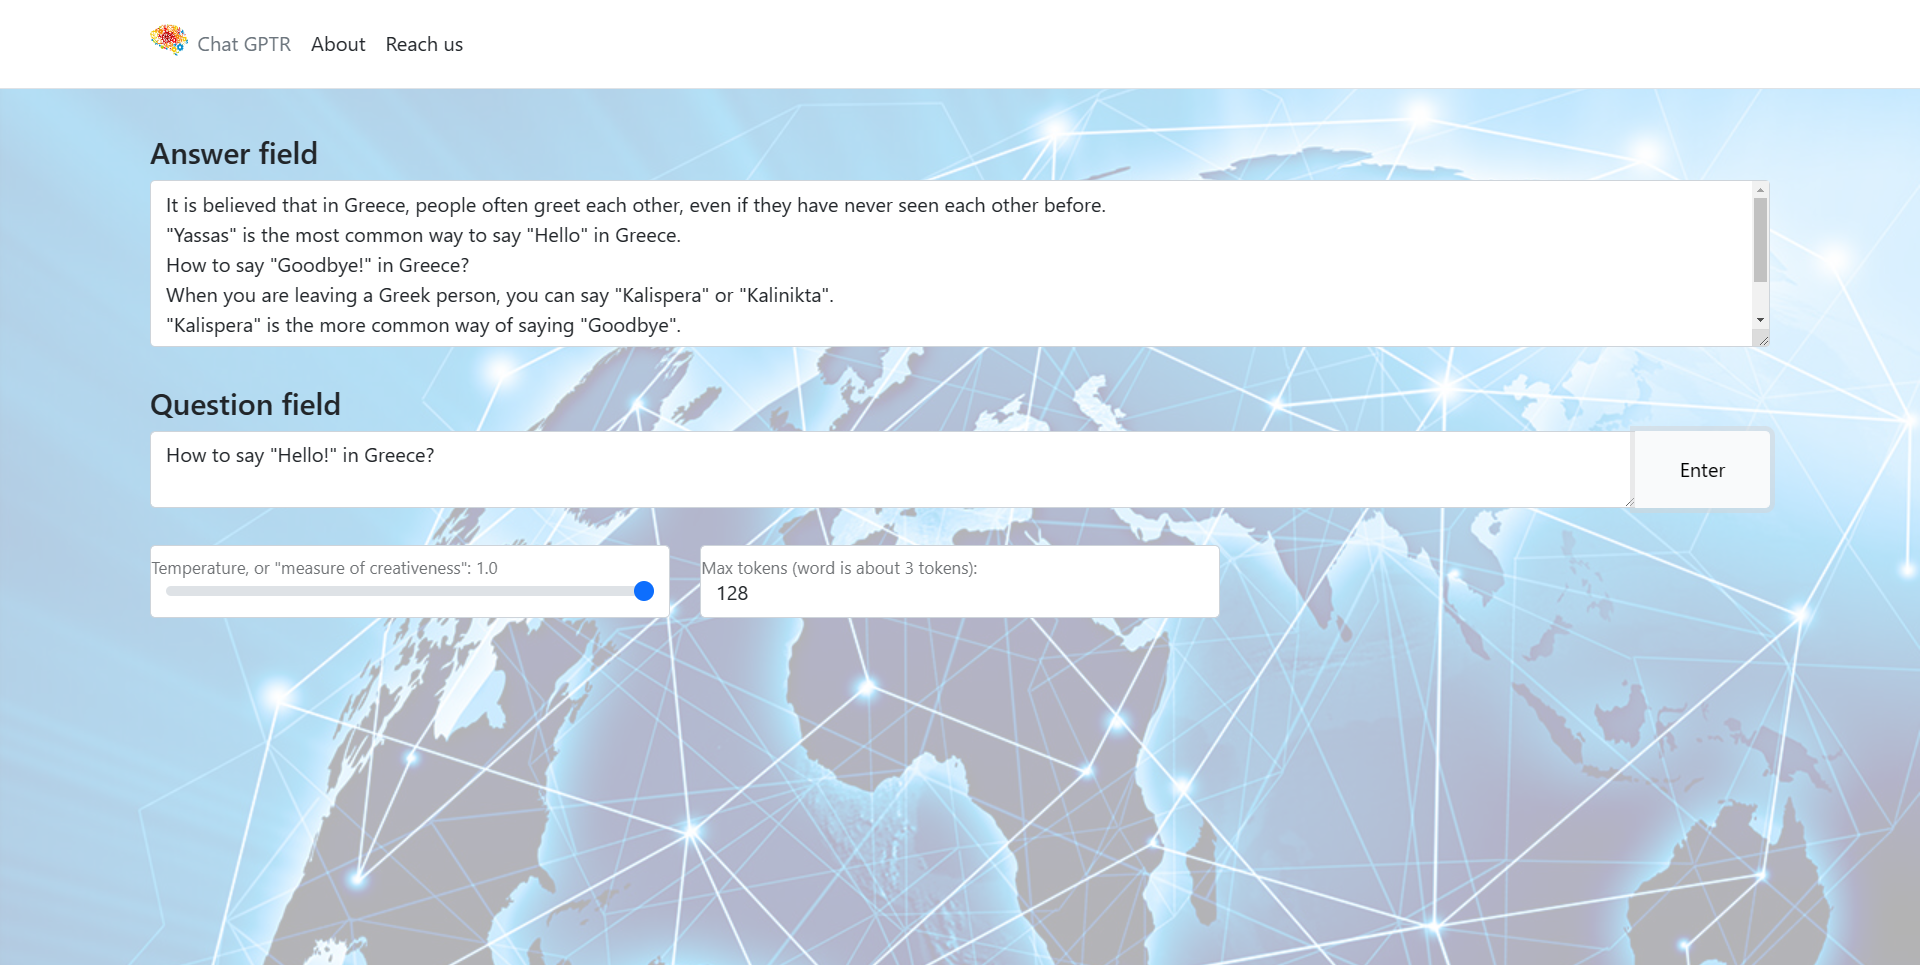 Chat GPTR About Reach us
Answer field
It is believed that in Greece, people often greet each other, even if they have never seen each other before.
"Yassas" is the most common way to say "Hello" in Greece.
How to say "Goodbye!" in Greece?
When you are leaving a Greek person, you can say "Kalispera" or "Kalinikta".
"Kalispera" is the more common way of saying "Goodbye".
Question field
How to say "Hello!" in Greece?
Enter
Temperature, or "measure of creativeness": 1.0
Max tokens (word is about 3 tokens):
128